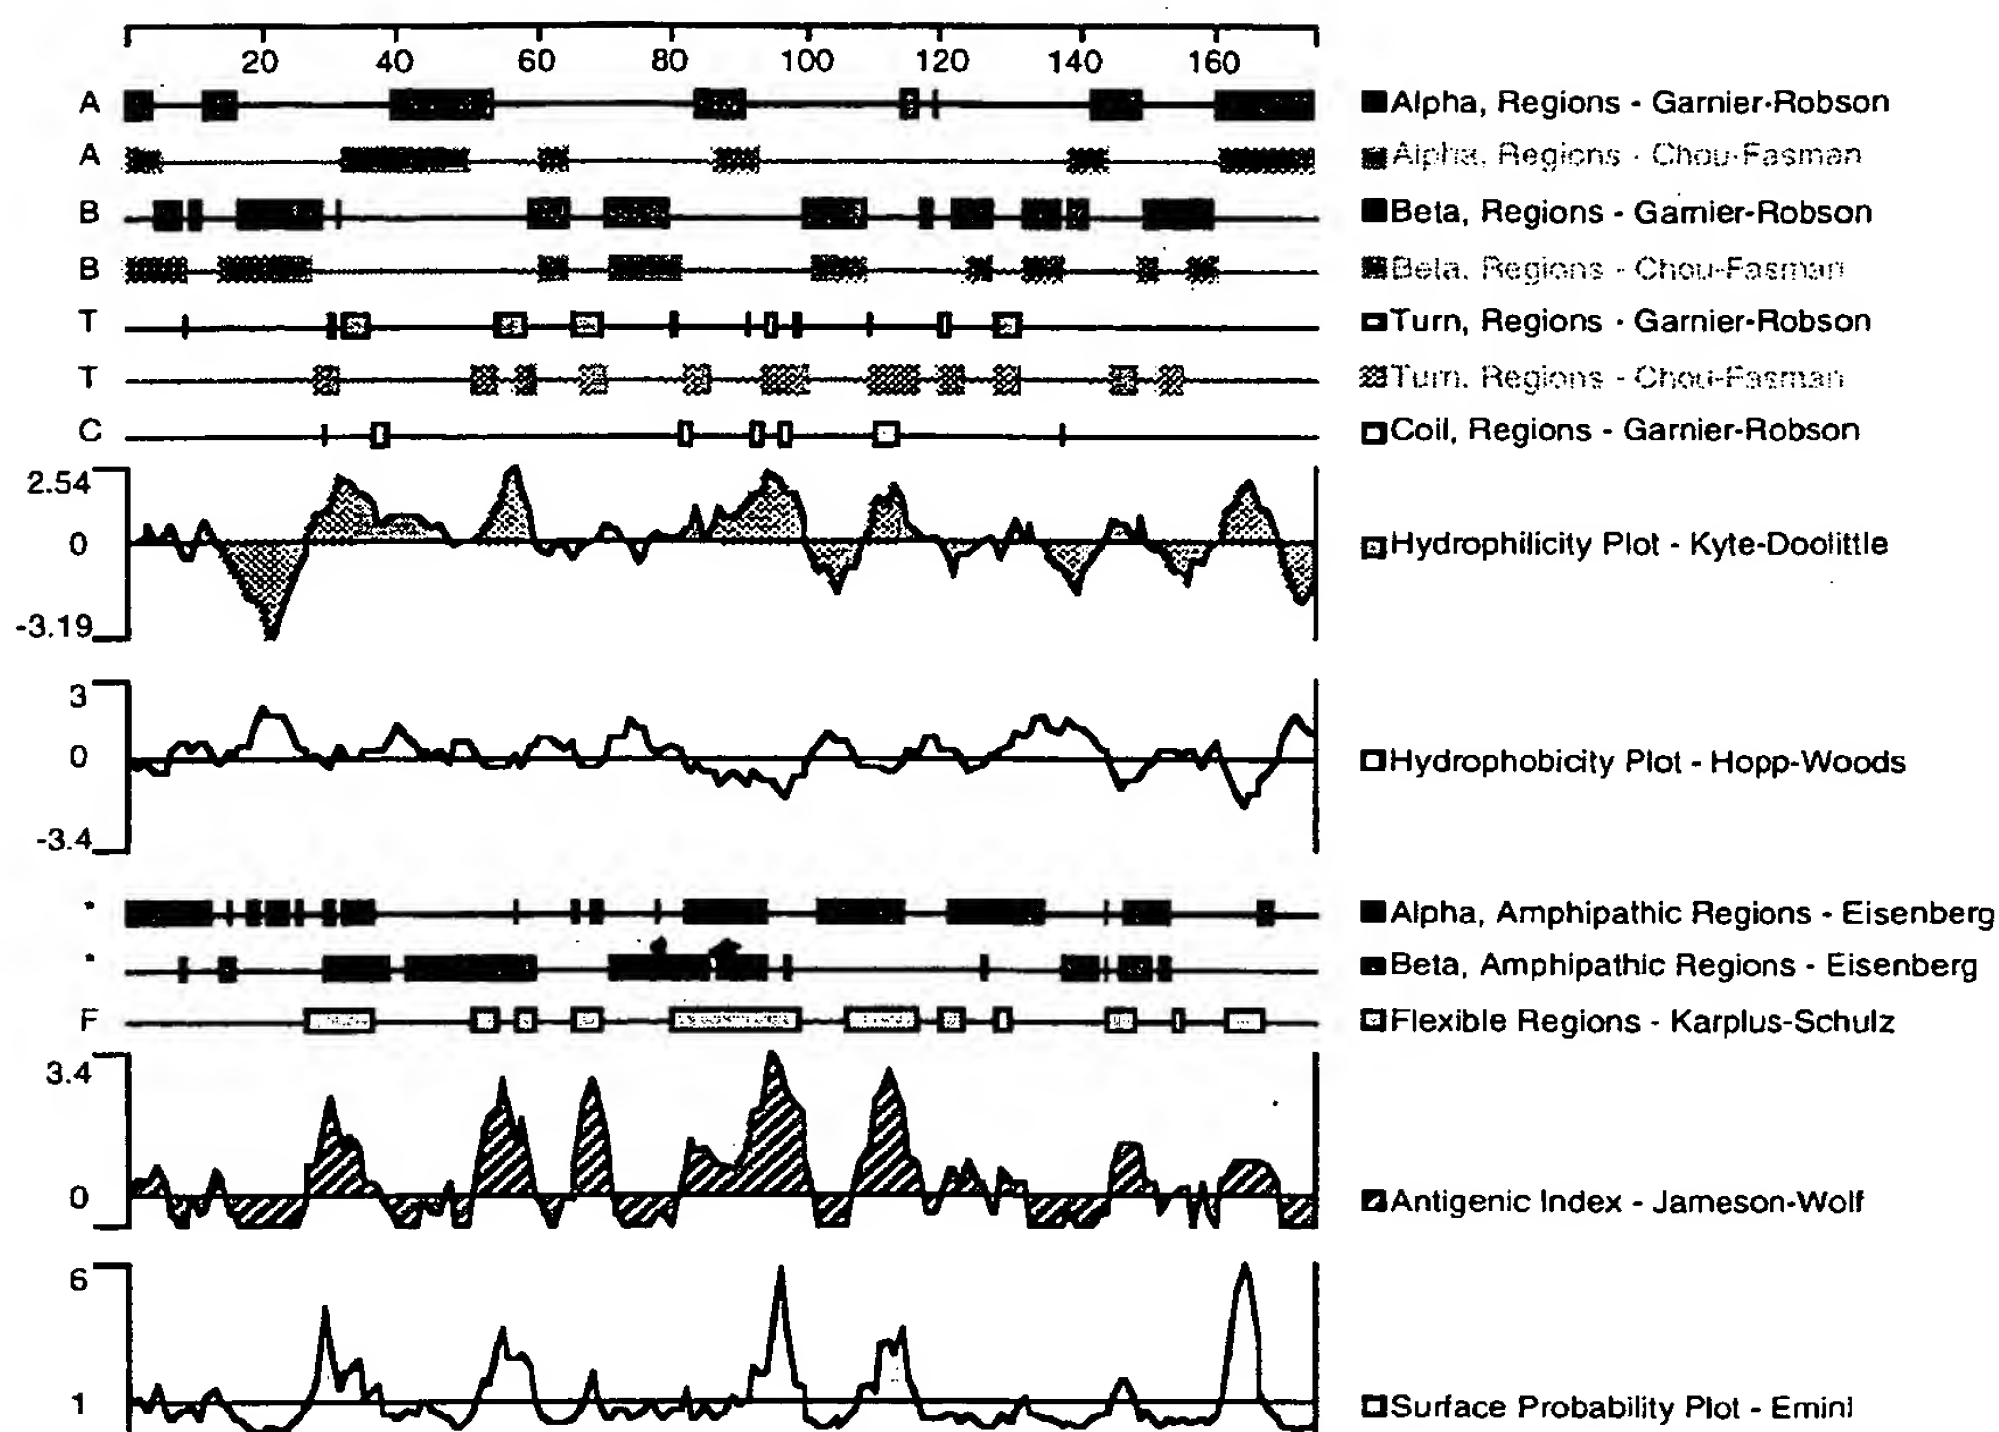 20 40 60 80 100 120 140 160
A Alpha, Regions - Garnier-Robson
A Alpha, Regions - Chou-Fasman
B Beta, Regions - Garnier-Robson
B Beta, Regions - Chou-Fasman
T Turn, Regions - Garnier-Robson
T Turn, Regions - Chou-Fasman
C Coil, Regions - Garnier-Robson
2.54
0 Hydrophilicity Plot - Kyte-Doolittle
-3.19
3
0 Hydrophobicity Plot - Hopp-Woods
-3.4
* Alpha, Amphipathic Regions - Eisenberg
* Beta, Amphipathic Regions - Eisenberg
F Flexible Regions - Karplus-Schulz
3.4
0 Antigenic Index - Jameson-Wolf
6
1 Surface Probability Plot - Emini